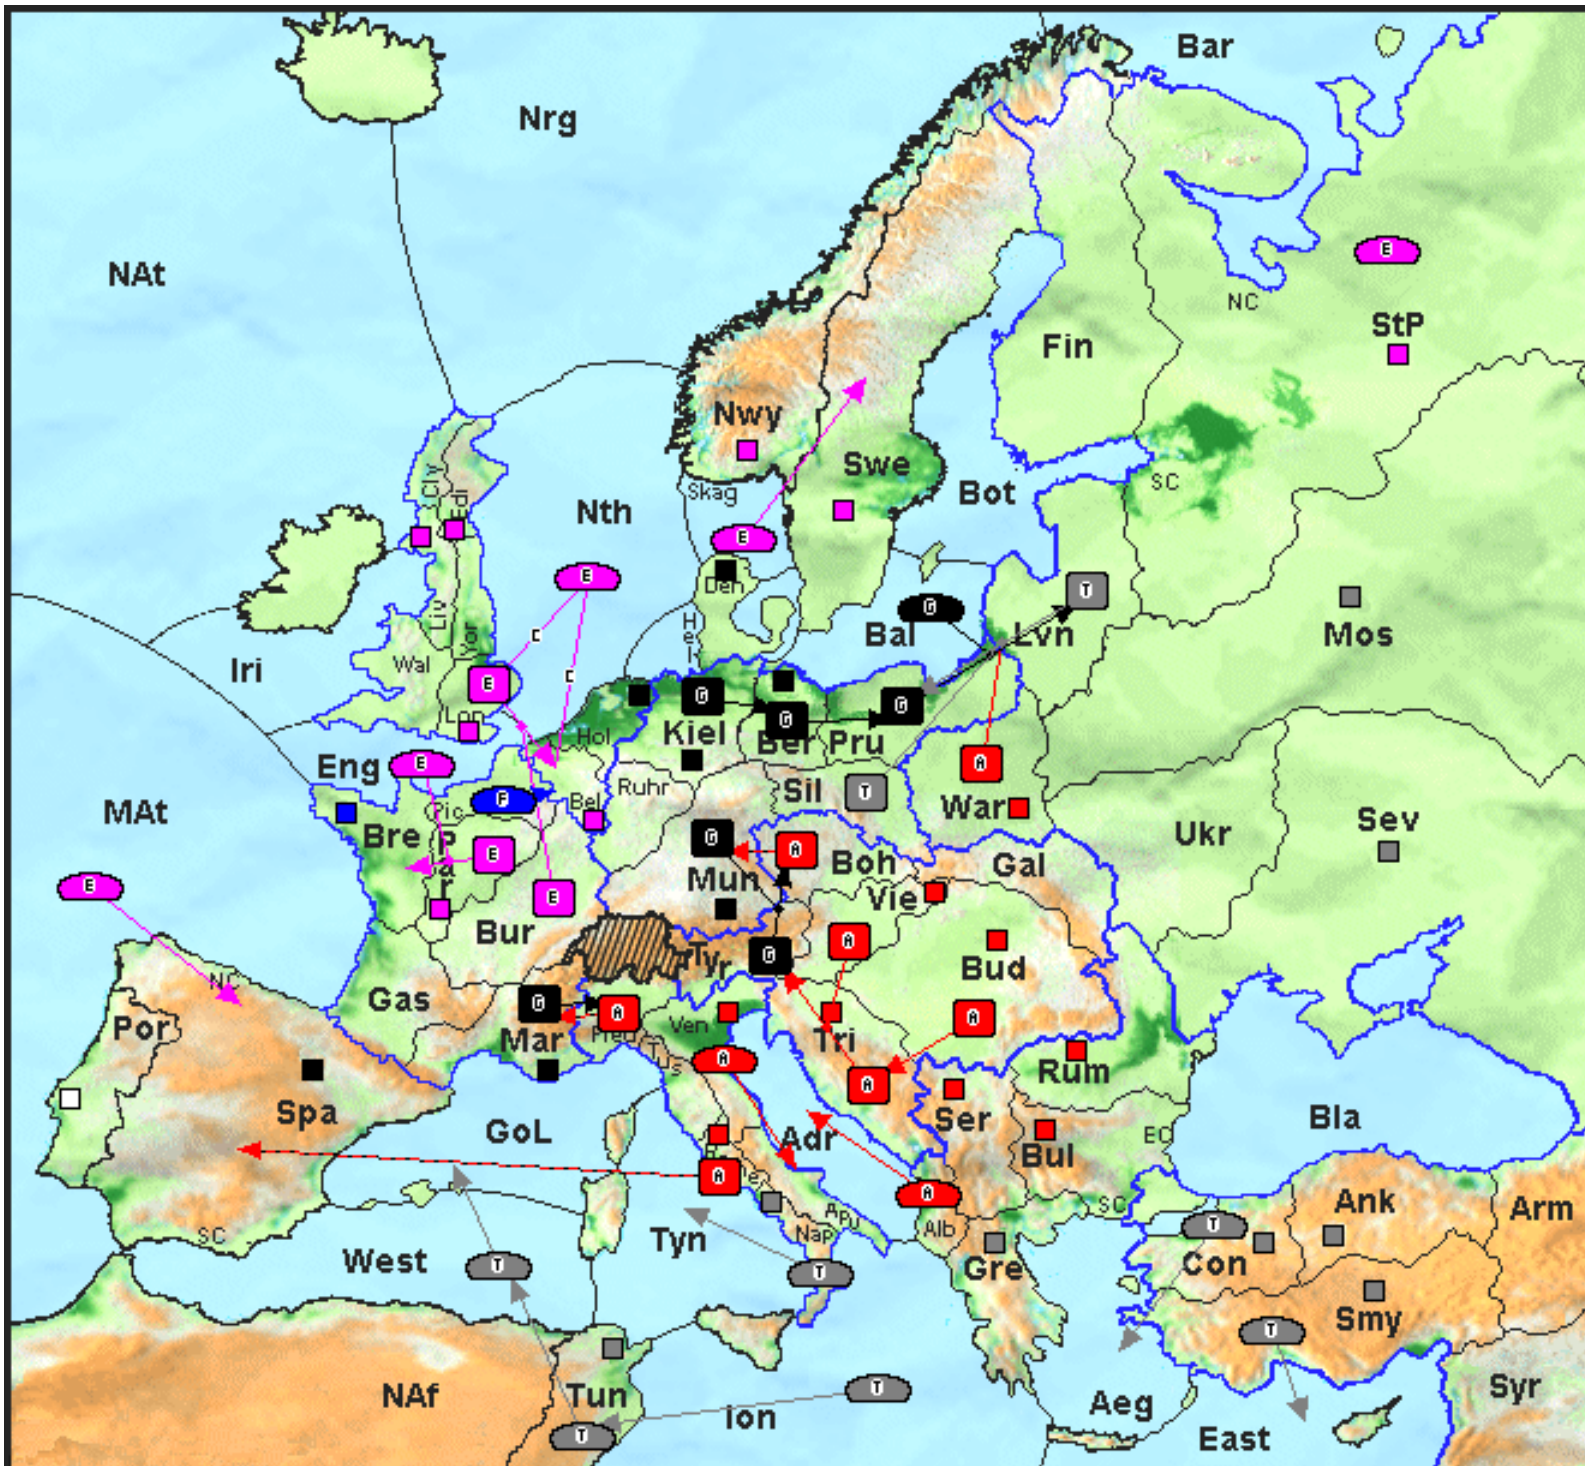 Bar
Nrg
E
NAt
NC
StP
Fin
Nwy
Swe
SC
Skag
Bot
Cly
Edi
Nth
E
E
Den
G
T
Hel
Bal
Lvn
Mos
Liv
Yor
Iri
Wal
E
C
C
G
G
G
Lon
Hol
Kiel
Ber
Pru
Eng
E
A
Ruhr
Sil
T
War
F
Pic
Bel
MAt
Bre
Par
E
G
A
Boh
Gal
Ukr
Sev
Mun
Vie
E
E
Bur
A
Tyr
G
Bud
NC
Gas
G
A
A
Por
Mar
Pie
Ven
Tri
Tus
A
A
Rum
Spa
Ser
GoL
Adr
Bul
EC
Bla
A
A
SC
Ank
Arm
SC
Apu
Alb
T
West
Tyn
Nap
Gre
Con
T
T
Smy
T
NAf
Tun
T
Ion
Aeg
Syr
T
East